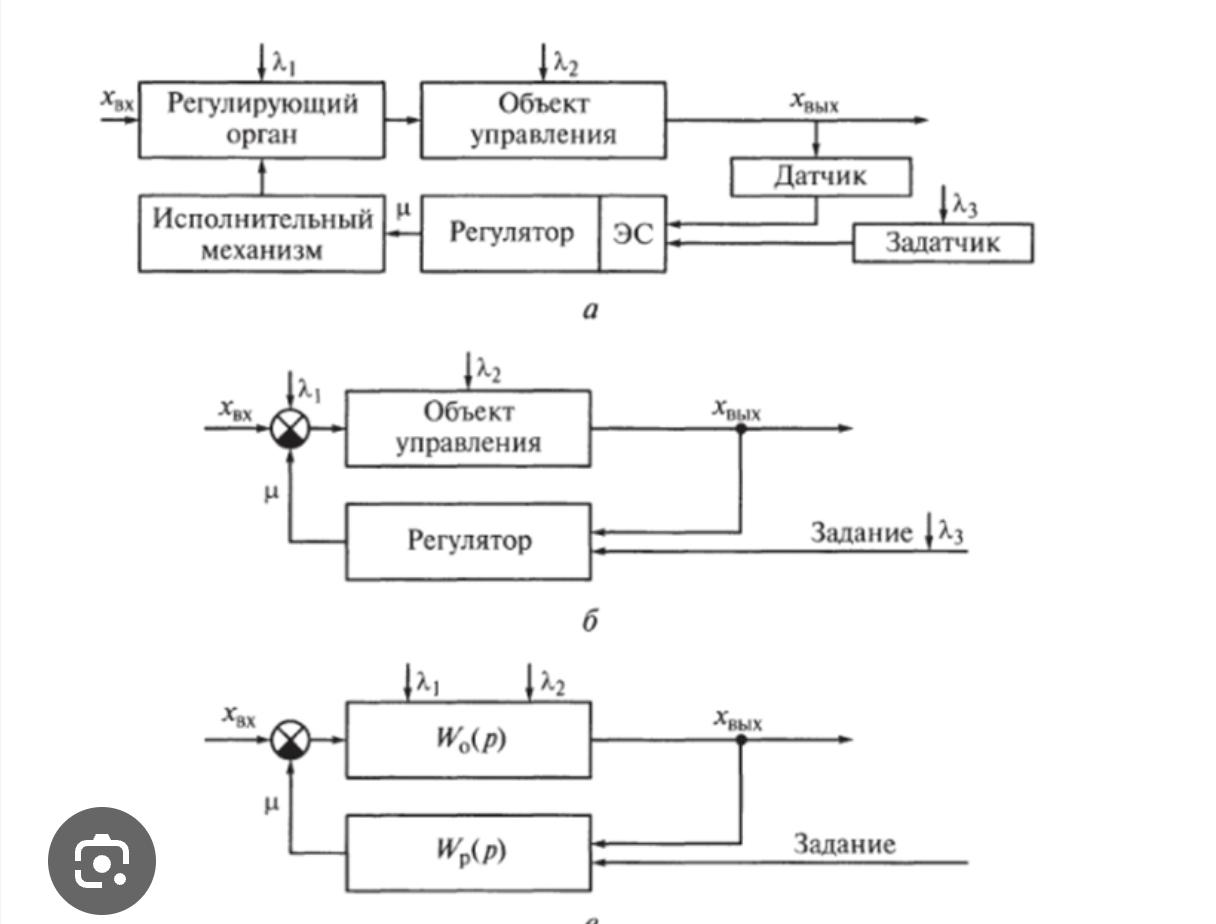 λ1
λ2
xвх
Регулирующий
орган
Объект
управления
xвых
Датчик
λ3
Исполнительный
механизм
μ
Регулятор
ЭС
Задатчик
а
λ2
λ1
xвх
Объект
управления
xвых
μ
Регулятор
Задание
λ3
б
λ1
λ2
xвх
Wо(p)
xвых
μ
Wр(p)
Задание